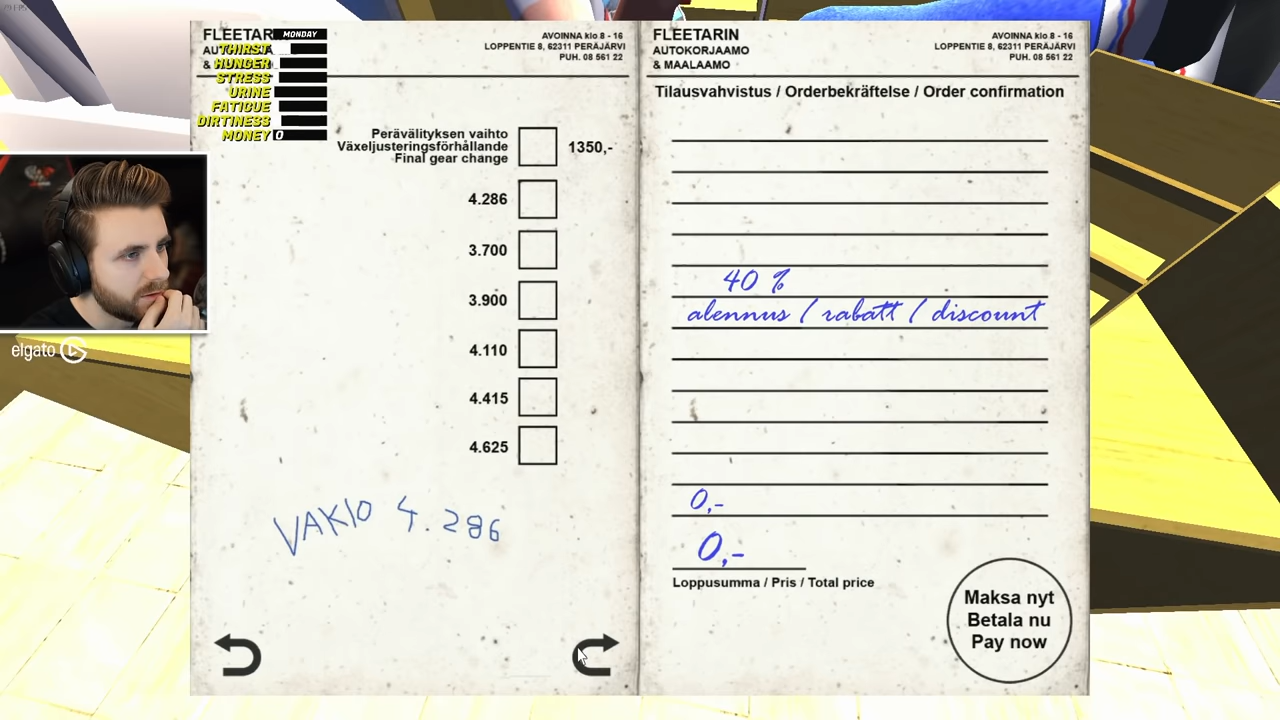 FLEETAR
MONDAY
AU
THIRST
&
HUNGER
STRESS
URINE
FATIGUE
DIRTINESS
MONEY 0
AVOINNA klo 8 - 16
LOPPENTIE 8, 62311 PERÄJÄRVI
PUH. 08 561 22
Perävälityksen vaihto
Växeljusteringsförhållande
Final gear change
1350,-
4.286
3.700
3.900
4.110
4.415
4.625
VAKIO 4.286
FLEETARIN
AUTOKORJAAMO
& MAALAAMO
AVOINNA klo 8 - 16
LOPPENTIE 8, 62311 PERÄJÄRVI
PUH. 08 561 22
Tilausvahvistus / Orderbekräftelse / Order confirmation
40 %
alennus / rabatt / discount
0,-
0,-
Loppusumma / Pris / Total price
Maksa nyt
Betala nu
Pay now
elgato